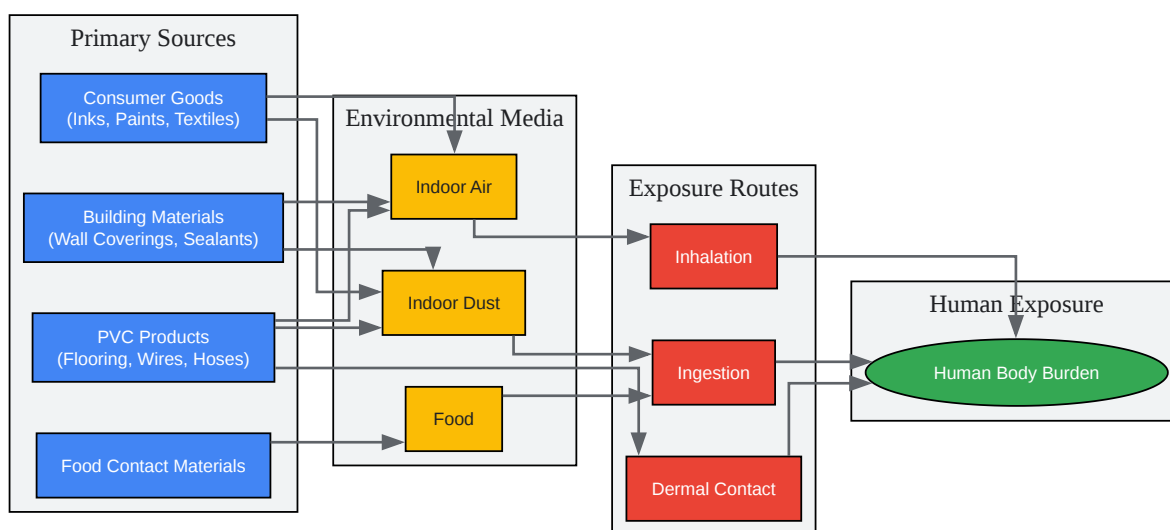 Primary Sources
Consumer Goods
(Inks, Paints, Textiles)
Building Materials
(Wall Coverings, Sealants)
PVC Products
(Flooring, Wires, Hoses)
Food Contact Materials
Environmental Media
Indoor Air
Indoor Dust
Food
Exposure Routes
Inhalation
Ingestion
Dermal Contact
Human Exposure
Human Body Burden